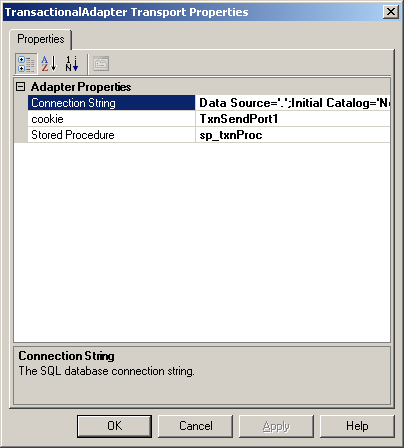 TransactionalAdapter Transport Properties
Properties
Adapter Properties
Connection String Data Source='.';Initial Catalog='No
cookie TxnSendPort1
Stored Procedure sp_txnProc
Connection String
The SQL database connection string.
OK Cancel Apply Help